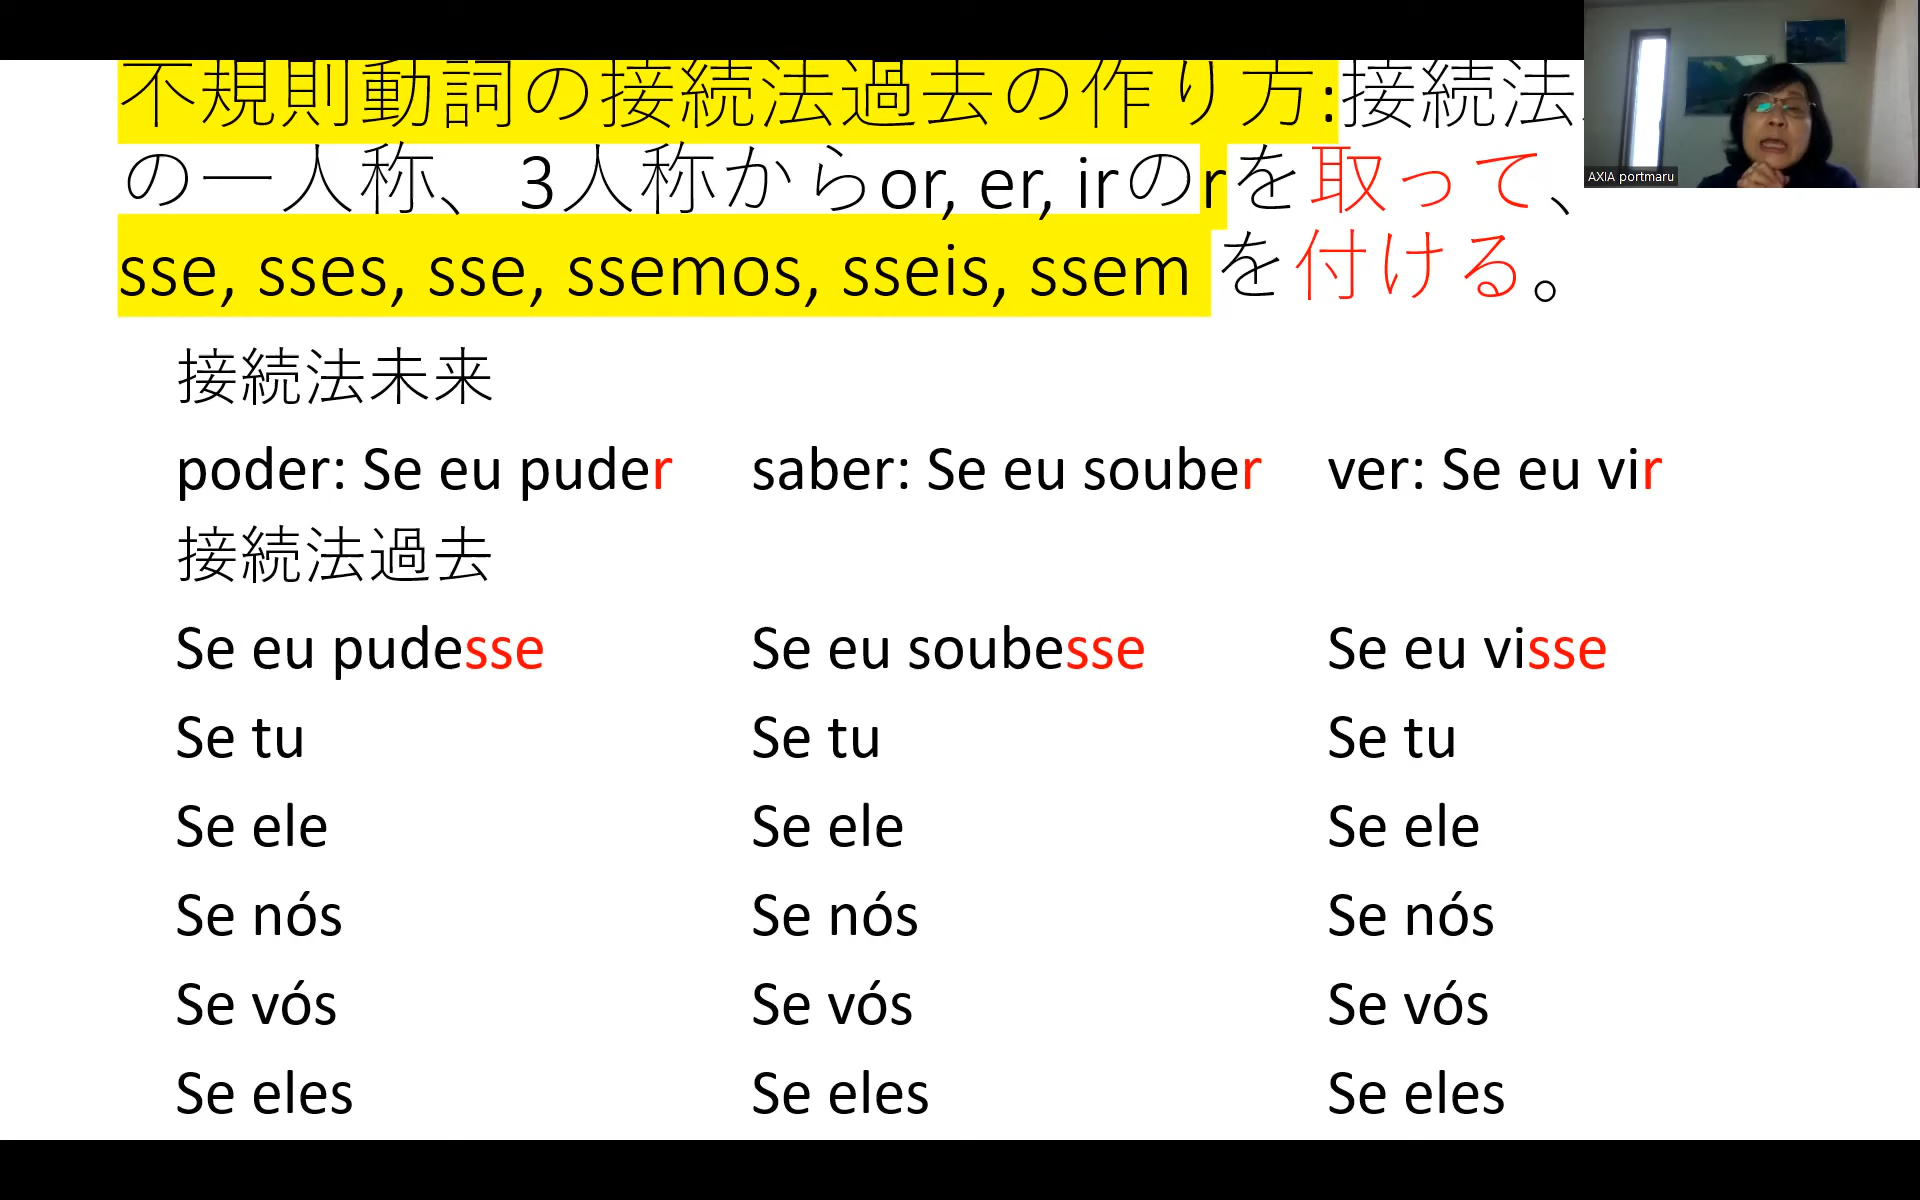 不規則動詞の接続法過去の作り方:接続法
の一人称、3人称からor, er, irのrを取って、
sse, sses, sse, ssemos, sseis, ssem を付ける。
AXIA portmaru
接続法未来
poder: Se eu puder saber: Se eu souber ver: Se eu vir
接続法過去
Se eu pudesse Se eu soubesse Se eu visse
Se tu Se tu Se tu
Se ele Se ele Se ele
Se nós Se nós Se nós
Se vós Se vós Se vós
Se eles Se eles Se eles